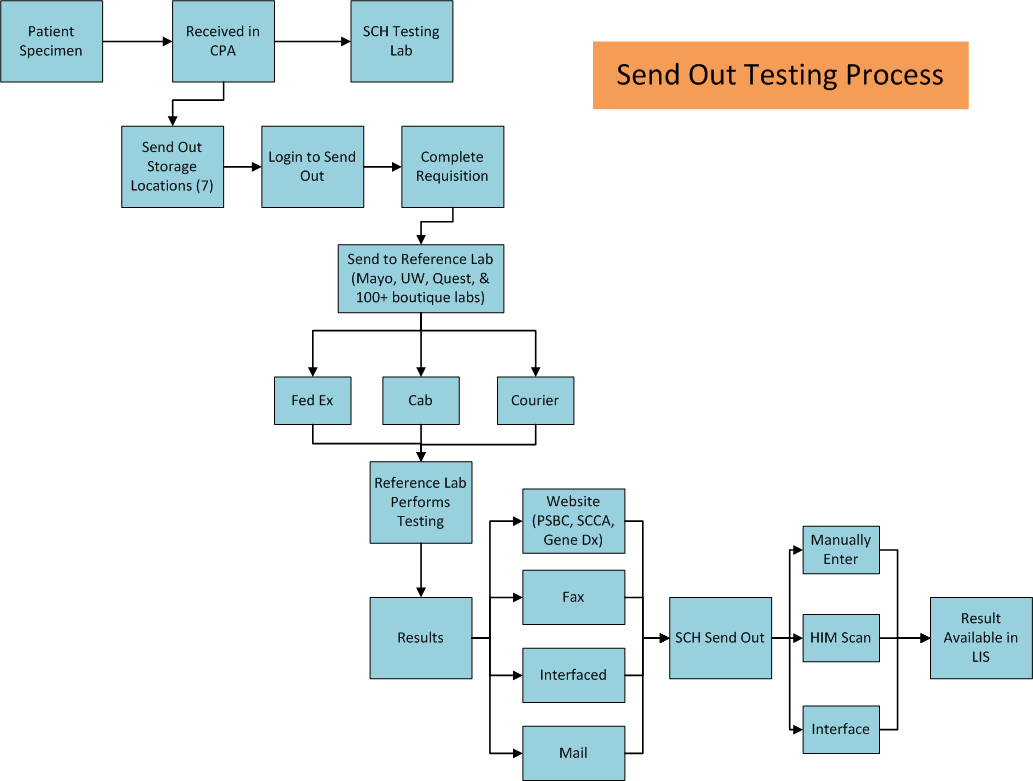 Patient
Specimen
Received in
CPA
SCH Testing
Lab
Send Out Testing Process
Send Out
Storage
Locations (7)
Login to Send
Out
Complete
Requisition
Send to Reference Lab
(Mayo, UW, Quest, &
100+ boutique labs)
Fed Ex
Cab
Courier
Reference Lab
Performs
Testing
Results
Website
(PSBC, SCCA,
Gene Dx)
Fax
Interfaced
Mail
SCH Send Out
Manually
Enter
HIM Scan
Interface
Result
Available in
LIS